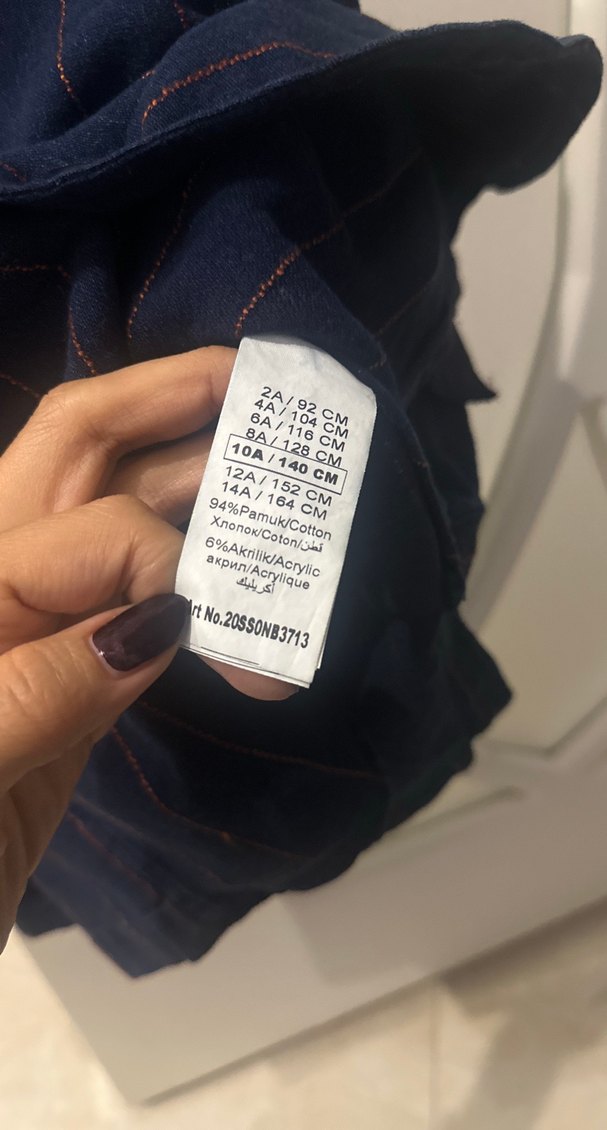 2A / 92 CM
4A / 104 CM
6A / 116 CM
8A / 128 CM
10A / 140 CM
12A / 152 CM
14A / 164 CM
94%Pamuk/Cotton
Хлопок/Coton/قطن
6%Akrilik/Acrylic
акрил/Acrylique
أكريليك
Art No.20SS0NB3713